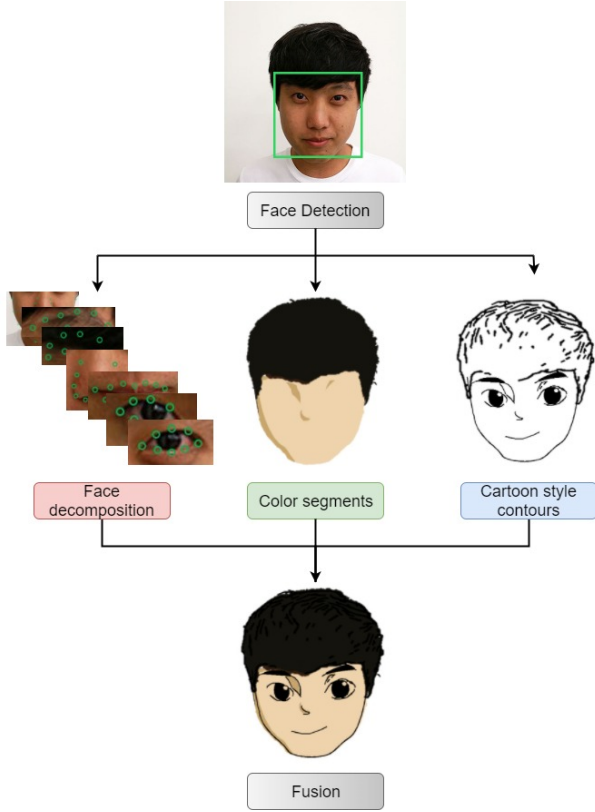 Face Detection
Face
decomposition
Color segments
Cartoon style
contours
Fusion